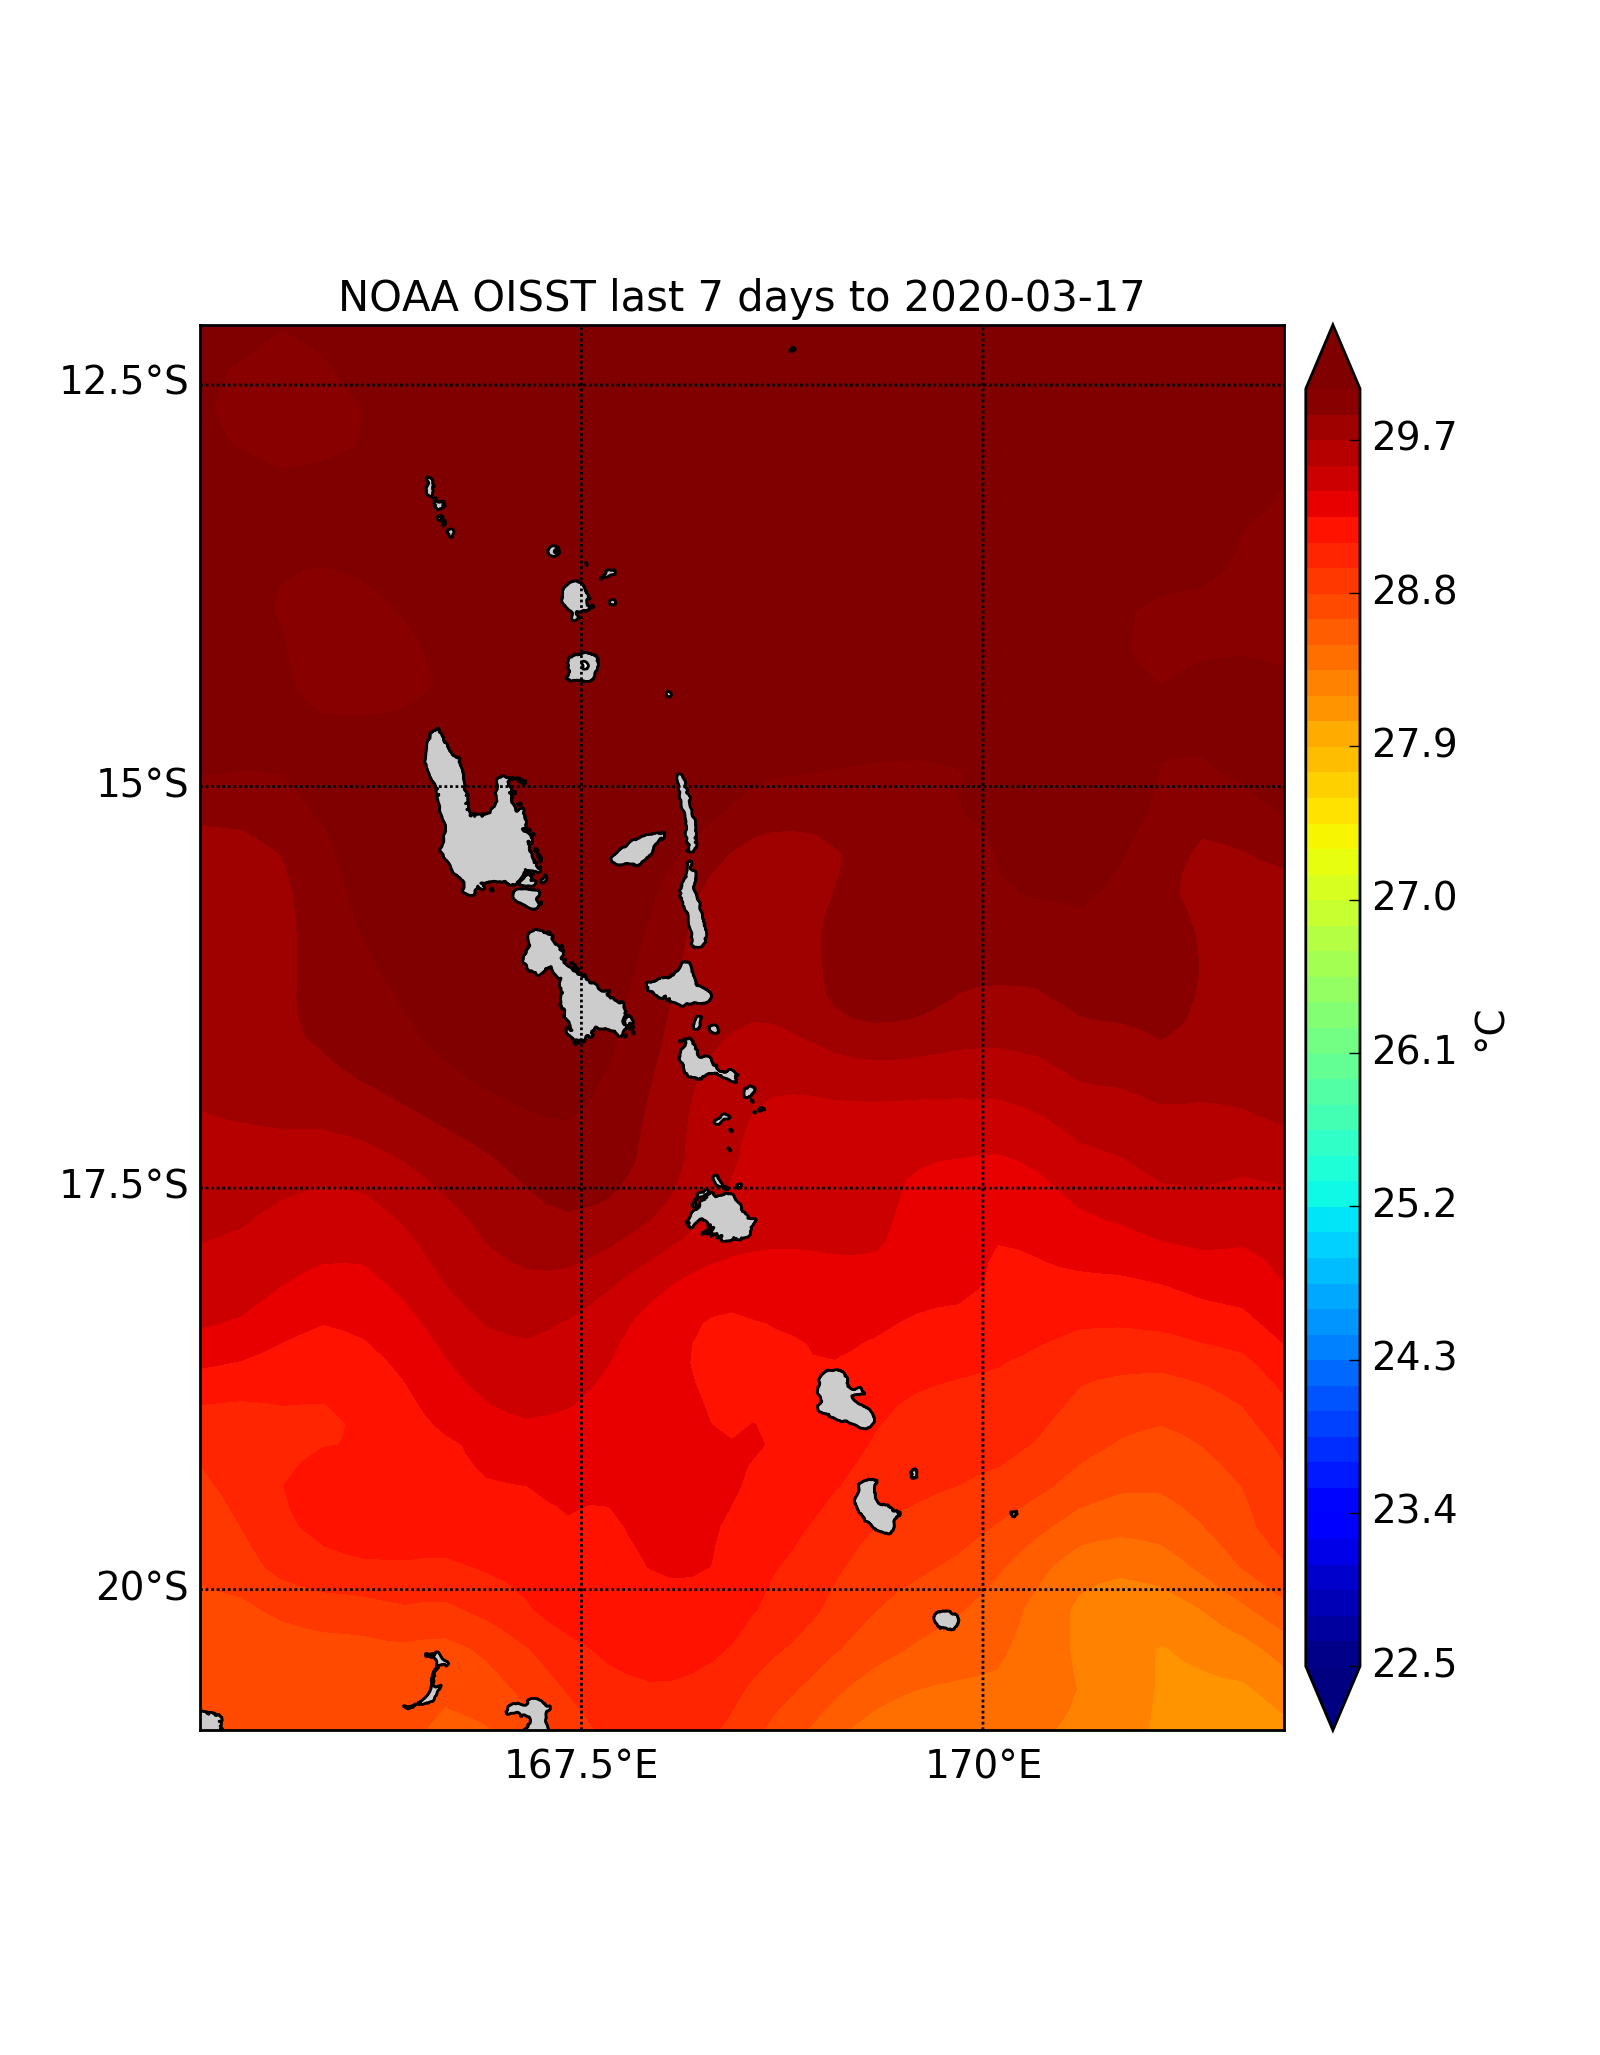 NOAA OISST last 7 days to 2020-03-17
12.5°S
15°S
17.5°S
20°S
167.5°E
170°E
29.7
28.8
27.9
27.0
26.1
25.2
24.3
23.4
22.5
°C